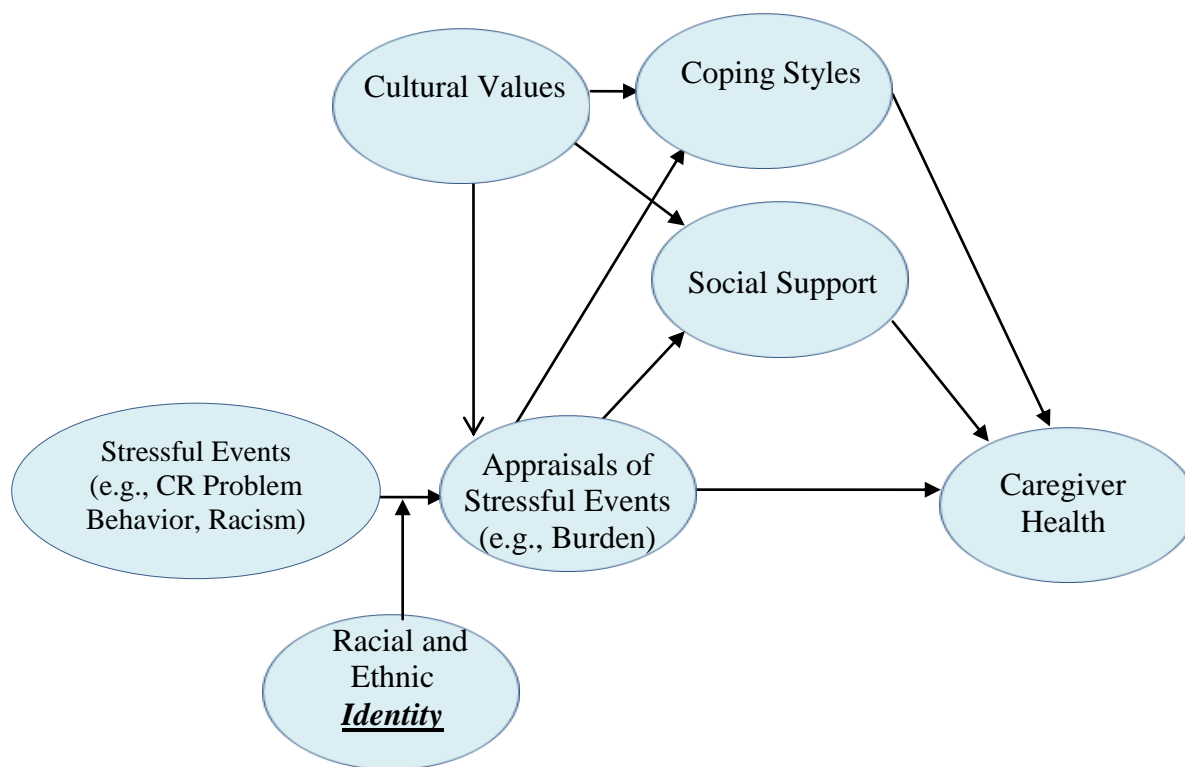 Cultural Values
Coping Styles
Social Support
Stressful Events
(e.g., CR Problem
Behavior, Racism)
Appraisals of
Stressful Events
(e.g., Burden)
Caregiver
Health
Racial and
Ethnic
Identity